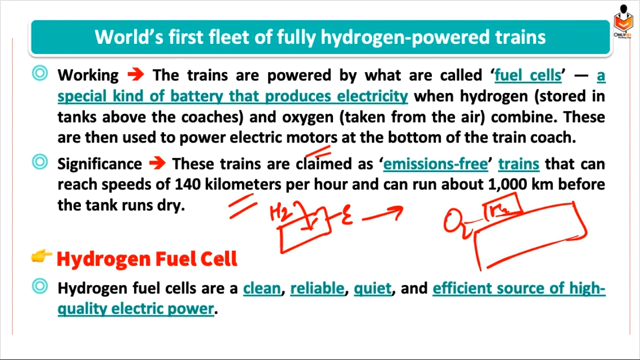 World's first fleet of fully hydrogen-powered trains
Working → The trains are powered by what are called 'fuel cells' — a
special kind of battery that produces electricity when hydrogen (stored in
tanks above the coaches) and oxygen (taken from the air) combine. These
are then used to power electric motors at the bottom of the train coach.
Significance → These trains are claimed as 'emissions-free' trains that can
reach speeds of 140 kilometers per hour and can run about 1,000 km before
the tank runs dry.
H2 E → O2 H2
Hydrogen Fuel Cell
Hydrogen fuel cells are a clean, reliable, quiet, and efficient source of high-
quality electric power.